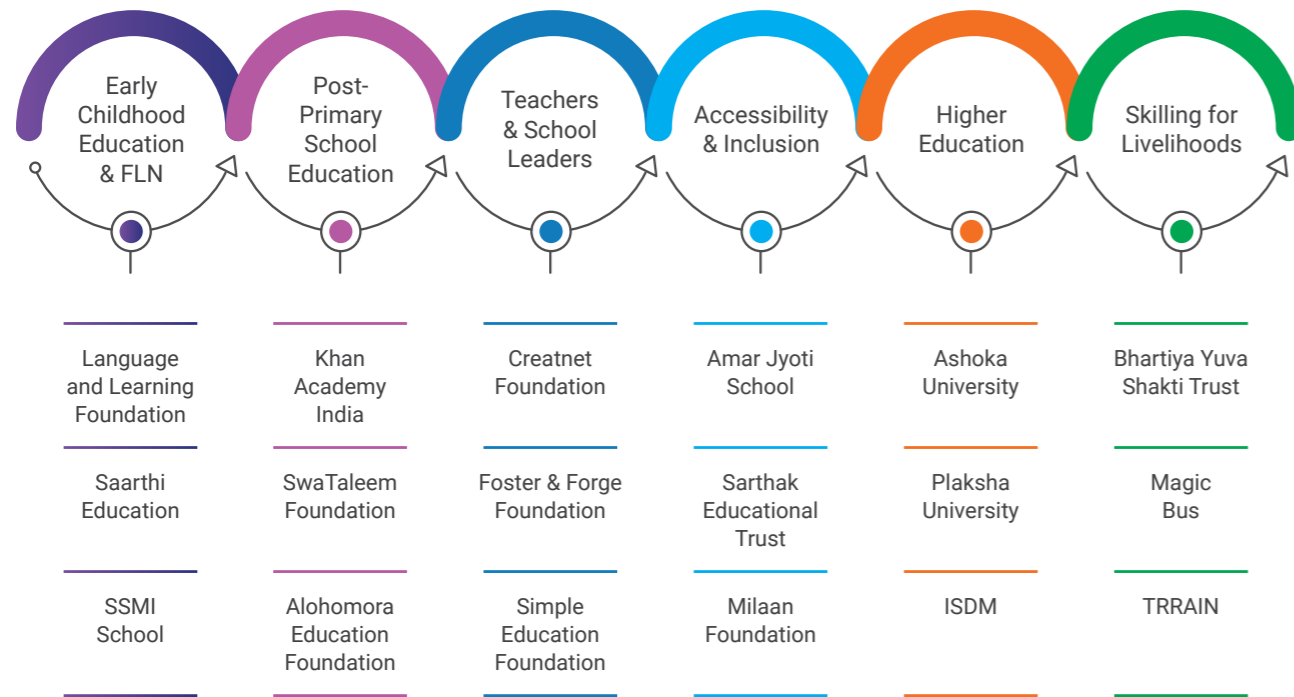 Early
Childhood
Education
& FLN
Post-
Primary
School
Education
Teachers
& School
Leaders
Accessibility
& Inclusion
Higher
Education
Skilling for
Livelihoods
Language
and Learning
Foundation
Khan
Academy
India
Creatnet
Foundation
Amar Jyoti
School
Ashoka
University
Bhartiya Yuva
Shakti Trust
Saarthi
Education
SwaTaleem
Foundation
Foster & Forge
Foundation
Sarthak
Educational
Trust
Plaksha
University
Magic
Bus
SSMI
School
Alohomora
Education
Foundation
Simple
Education
Foundation
Milaan
Foundation
ISDM
TRRAIN